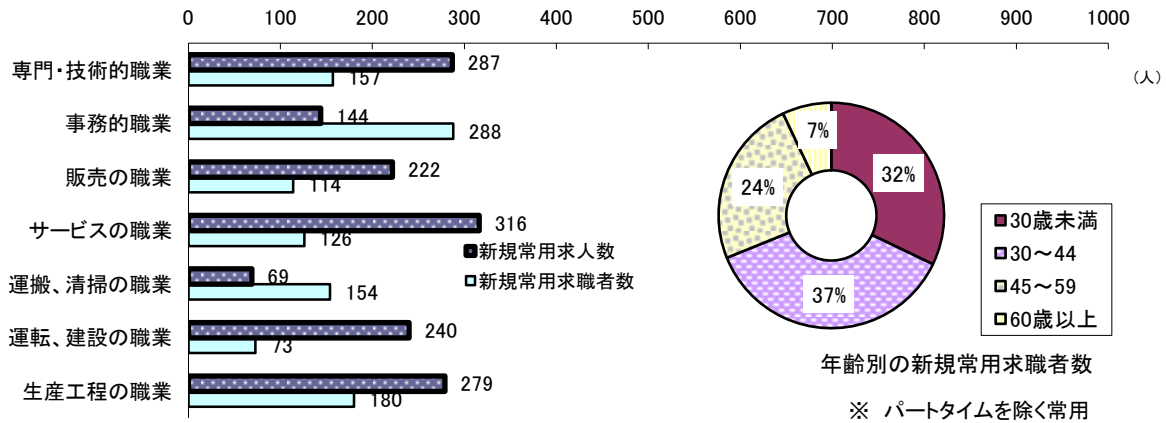 0 100 200 300 400 500 600 700 800 900 1000
(人)
専門・技術的職業
287
157
事務的職業
144
288
販売の職業
222
114
サービスの職業
316
126
運搬、清掃の職業
69
154
運転、建設の職業
240
73
生産工程の職業
279
180
■新規常用求人数
□新規常用求職者数
7%
32%
24%
37%
30歳未満
30～44
45～59
60歳以上
年齢別の新規常用求職者数
※ パートタイムを除く常用